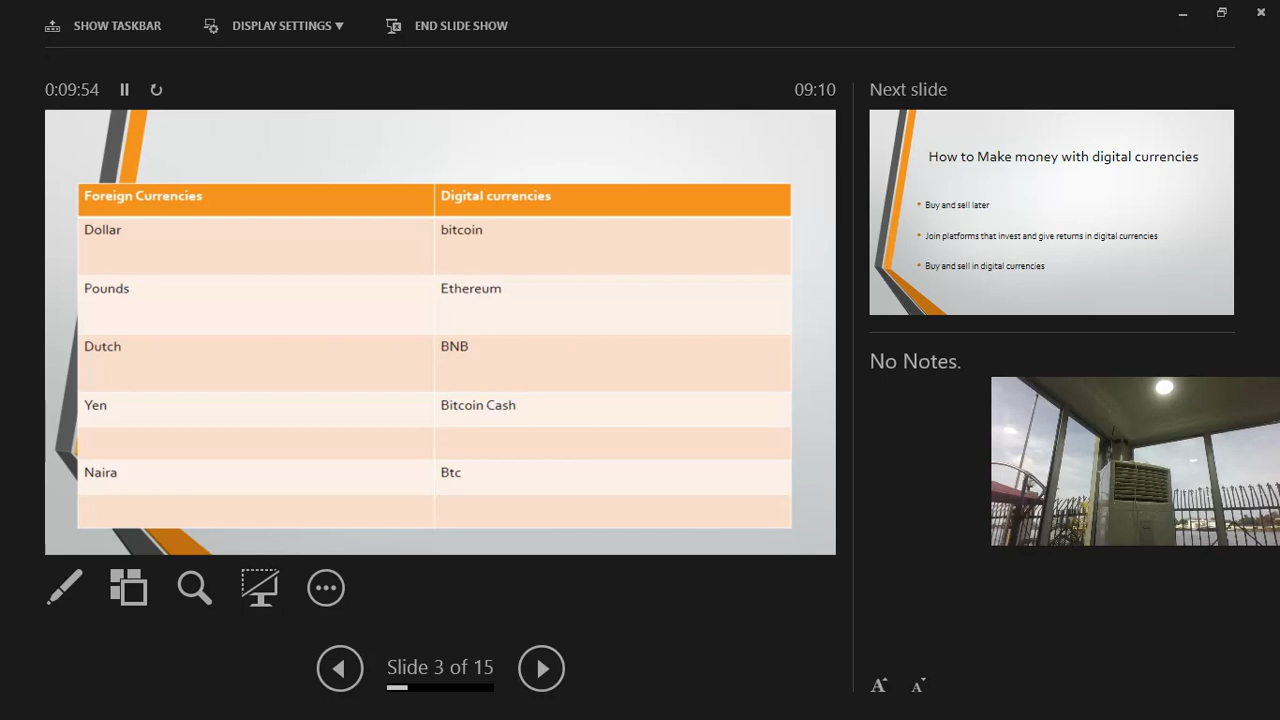 SHOW TASKBAR DISPLAY SETTINGS ▼ END SLIDE SHOW
0:09:54 09:10
Foreign Currencies Digital currencies
Dollar bitcoin
Pounds Ethereum
Dutch BNB
Yen Bitcoin Cash
Naira Btc
Slide 3 of 15
Next slide
How to Make money with digital currencies
• Buy and sell later
• Join platforms that invest and give returns in digital currencies
• Buy and sell in digital currencies
No Notes.
A A